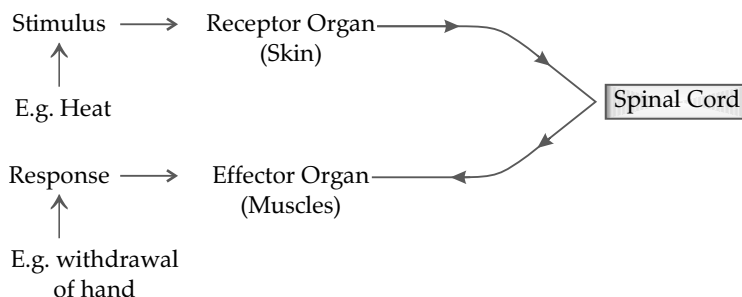 Stimulus
Receptor Organ
(Skin)
E.g. Heat
Spinal Cord
Response
Effector Organ
(Muscles)
E.g. withdrawal
of hand